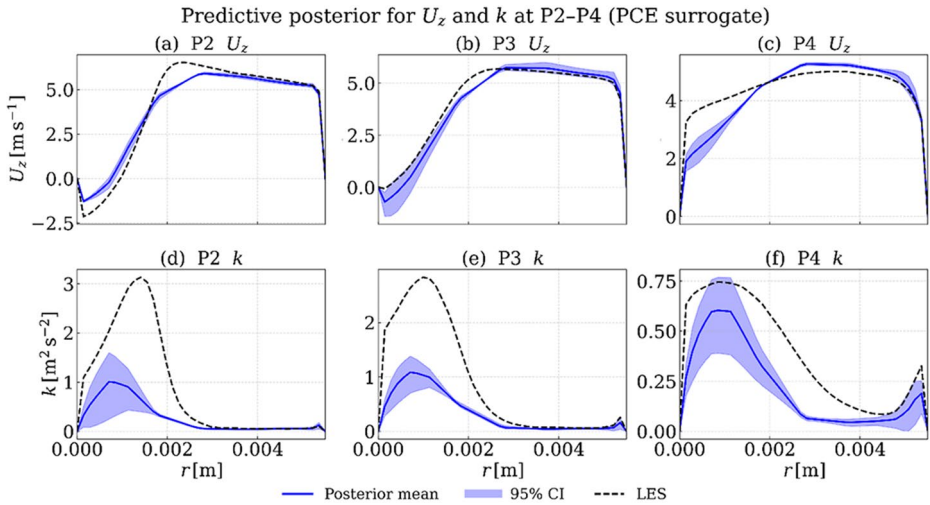 Predictive posterior for U_z and k at P2–P4 (PCE surrogate)
(a) P2 U_z
(b) P3 U_z
(c) P4 U_z
U_z [m s⁻¹]
5.0
2.5
0.0
−2.5
5.0
2.5
0.0
4
2
0
(d) P2 k
(e) P3 k
(f) P4 k
k [m² s⁻²]
3
2
1
0
2
1
0
0.75
0.50
0.25
0.00
0.000 0.002 0.004
0.000 0.002 0.004
0.000 0.002 0.004
r [m]
r [m]
r [m]
Posterior mean 95% CI LES